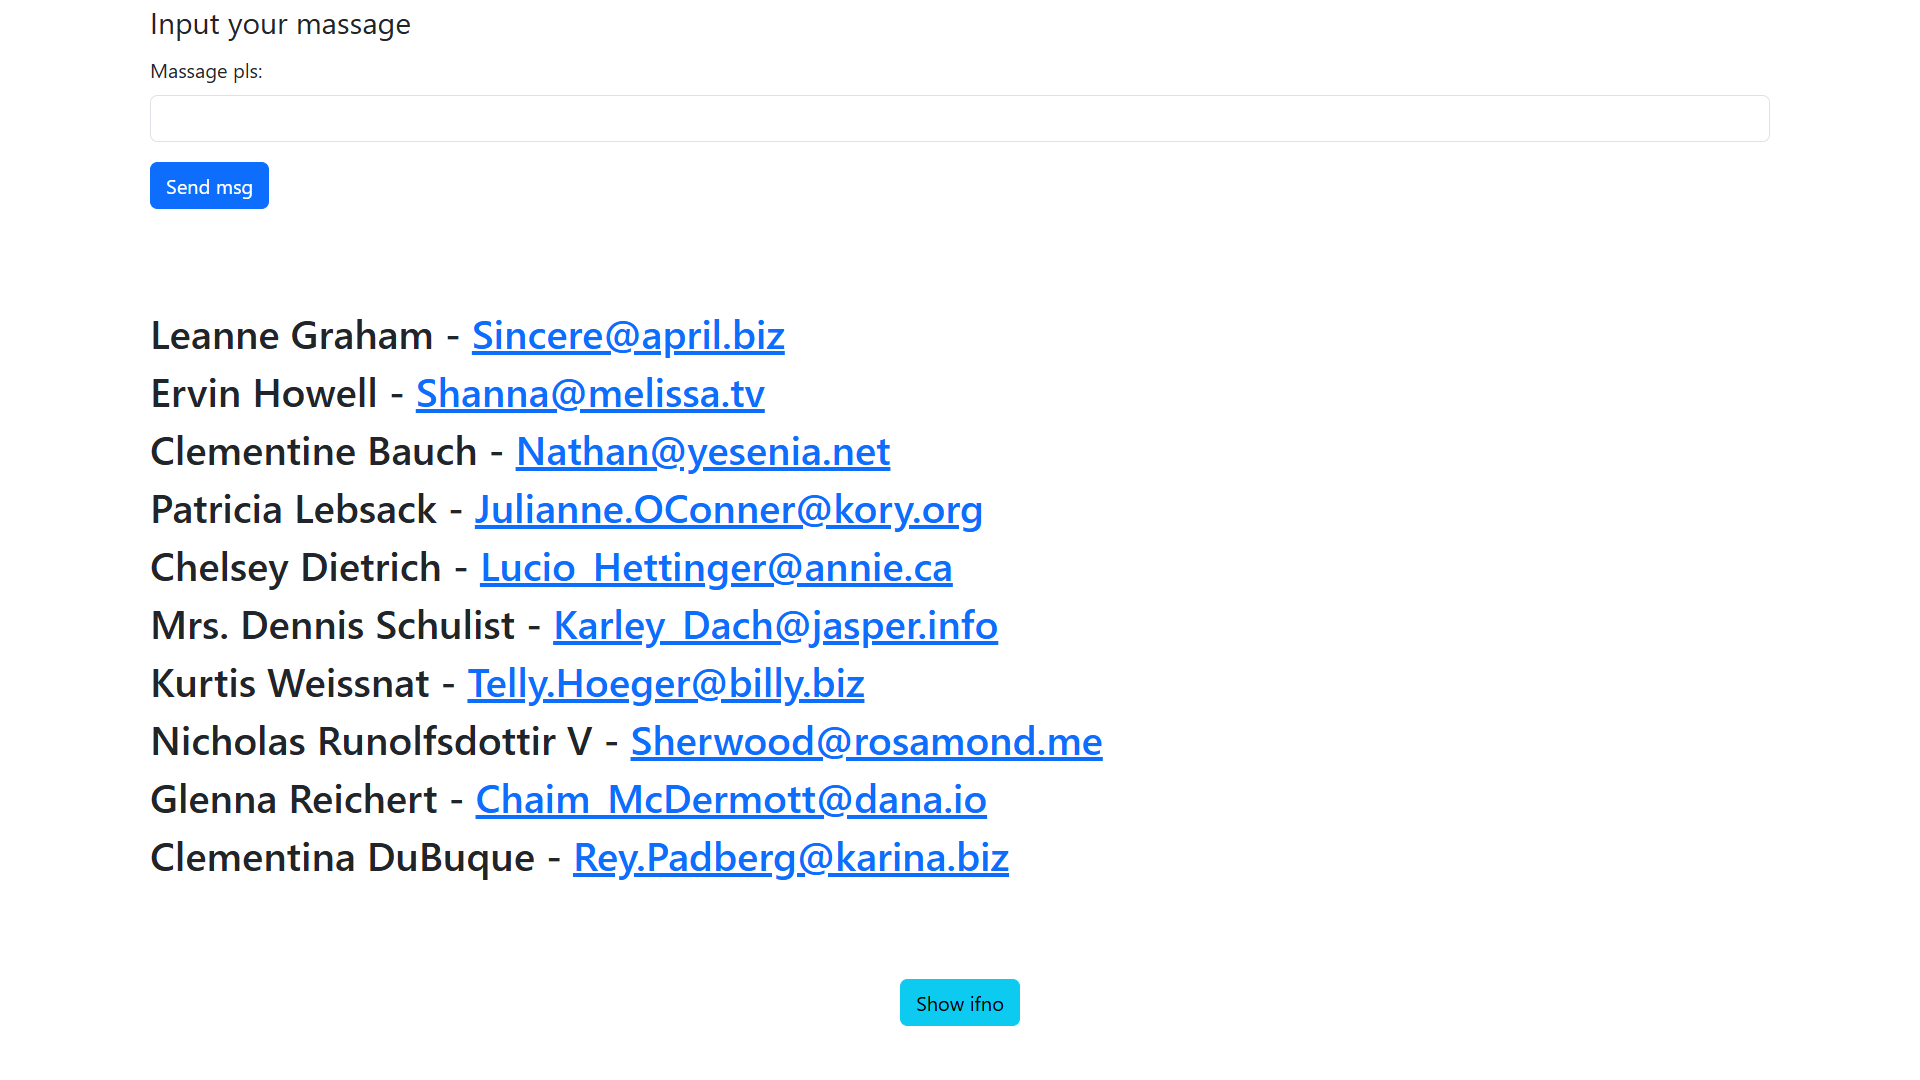 Input your massage
Massage pls:
Send msg
Leanne Graham - Sincere@april.biz
Ervin Howell - Shanna@melissa.tv
Clementine Bauch - Nathan@yesenia.net
Patricia Lebsack - Julianne.OConner@kory.org
Chelsey Dietrich - Lucio_Hettinger@annie.ca
Mrs. Dennis Schulist - Karley_Dach@jasper.info
Kurtis Weissnat - Telly.Hoeger@billy.biz
Nicholas Runolfsdottir V - Sherwood@rosamond.me
Glenna Reichert - Chaim_McDermott@dana.io
Clementina DuBuque - Rey.Padberg@karina.biz
Show ifno